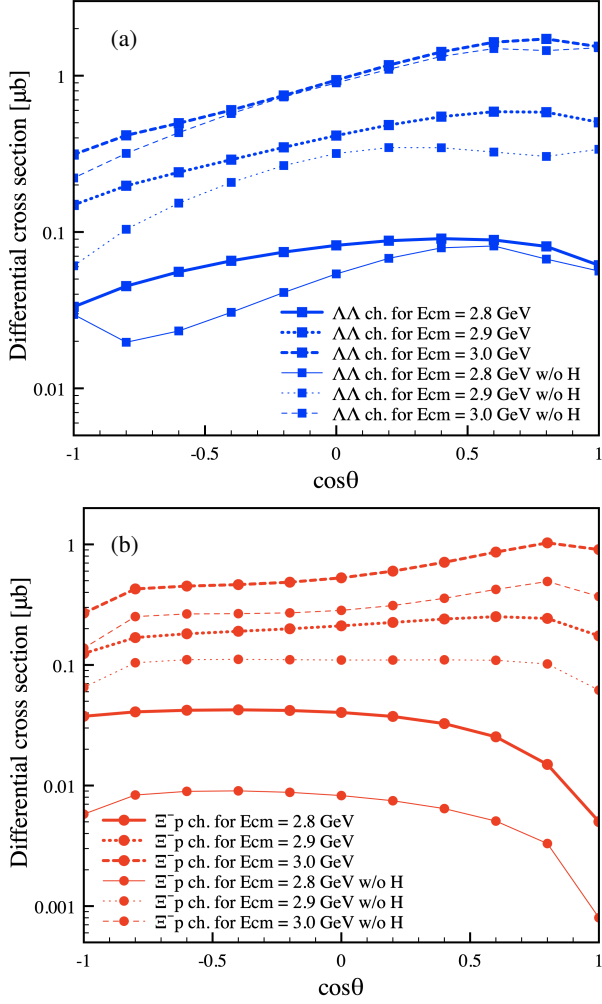 (a)
Differential cross section [μb]
1
0.1
0.01
ΛΛ ch. for Ecm = 2.8 GeV
ΛΛ ch. for Ecm = 2.9 GeV
ΛΛ ch. for Ecm = 3.0 GeV
ΛΛ ch. for Ecm = 2.8 GeV w/o H
ΛΛ ch. for Ecm = 2.9 GeV w/o H
ΛΛ ch. for Ecm = 3.0 GeV w/o H
-1 -0.5 0 0.5 1
cosθ
(b)
Differential cross section [μb]
1
0.1
0.01
0.001
Ξ⁻p ch. for Ecm = 2.8 GeV
Ξ⁻p ch. for Ecm = 2.9 GeV
Ξ⁻p ch. for Ecm = 3.0 GeV
Ξ⁻p ch. for Ecm = 2.8 GeV w/o H
Ξ⁻p ch. for Ecm = 2.9 GeV w/o H
Ξ⁻p ch. for Ecm = 3.0 GeV w/o H
-1 -0.5 0 0.5 1
cosθ